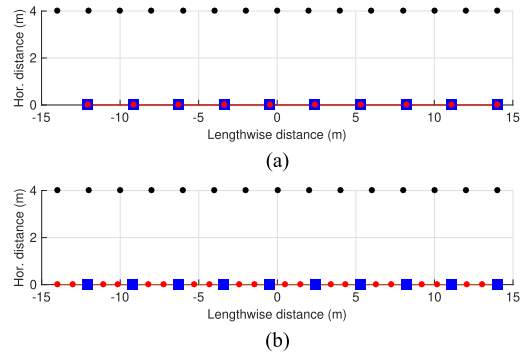 4
2
0
Hor. distance (m)
-15 -10 -5 0 5 10 15
Lengthwise distance (m)
(a)
4
2
0
Hor. distance (m)
-15 -10 -5 0 5 10 15
Lengthwise distance (m)
(b)